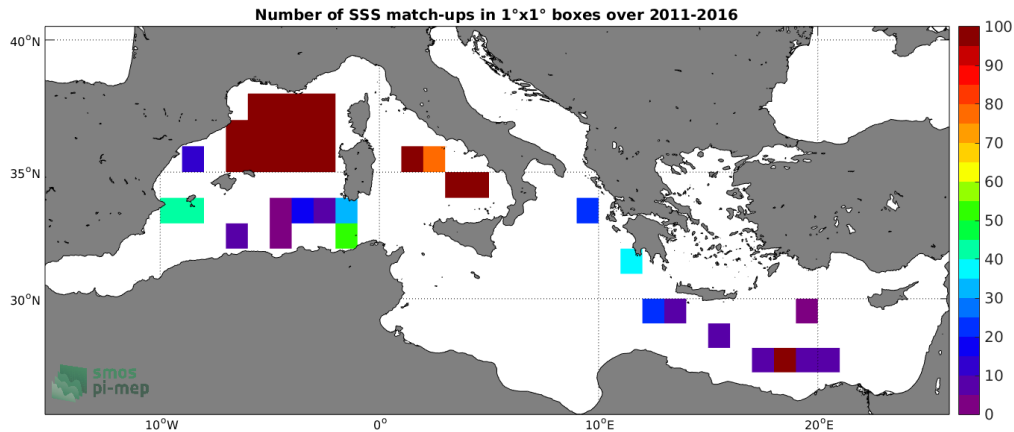 Number of SSS match-ups in 1°x1° boxes over 2011-2016
40°N
35°N
30°N
10°W
0°
10°E
20°E
100
90
80
70
60
50
40
30
20
10
0
smos
pi-mep